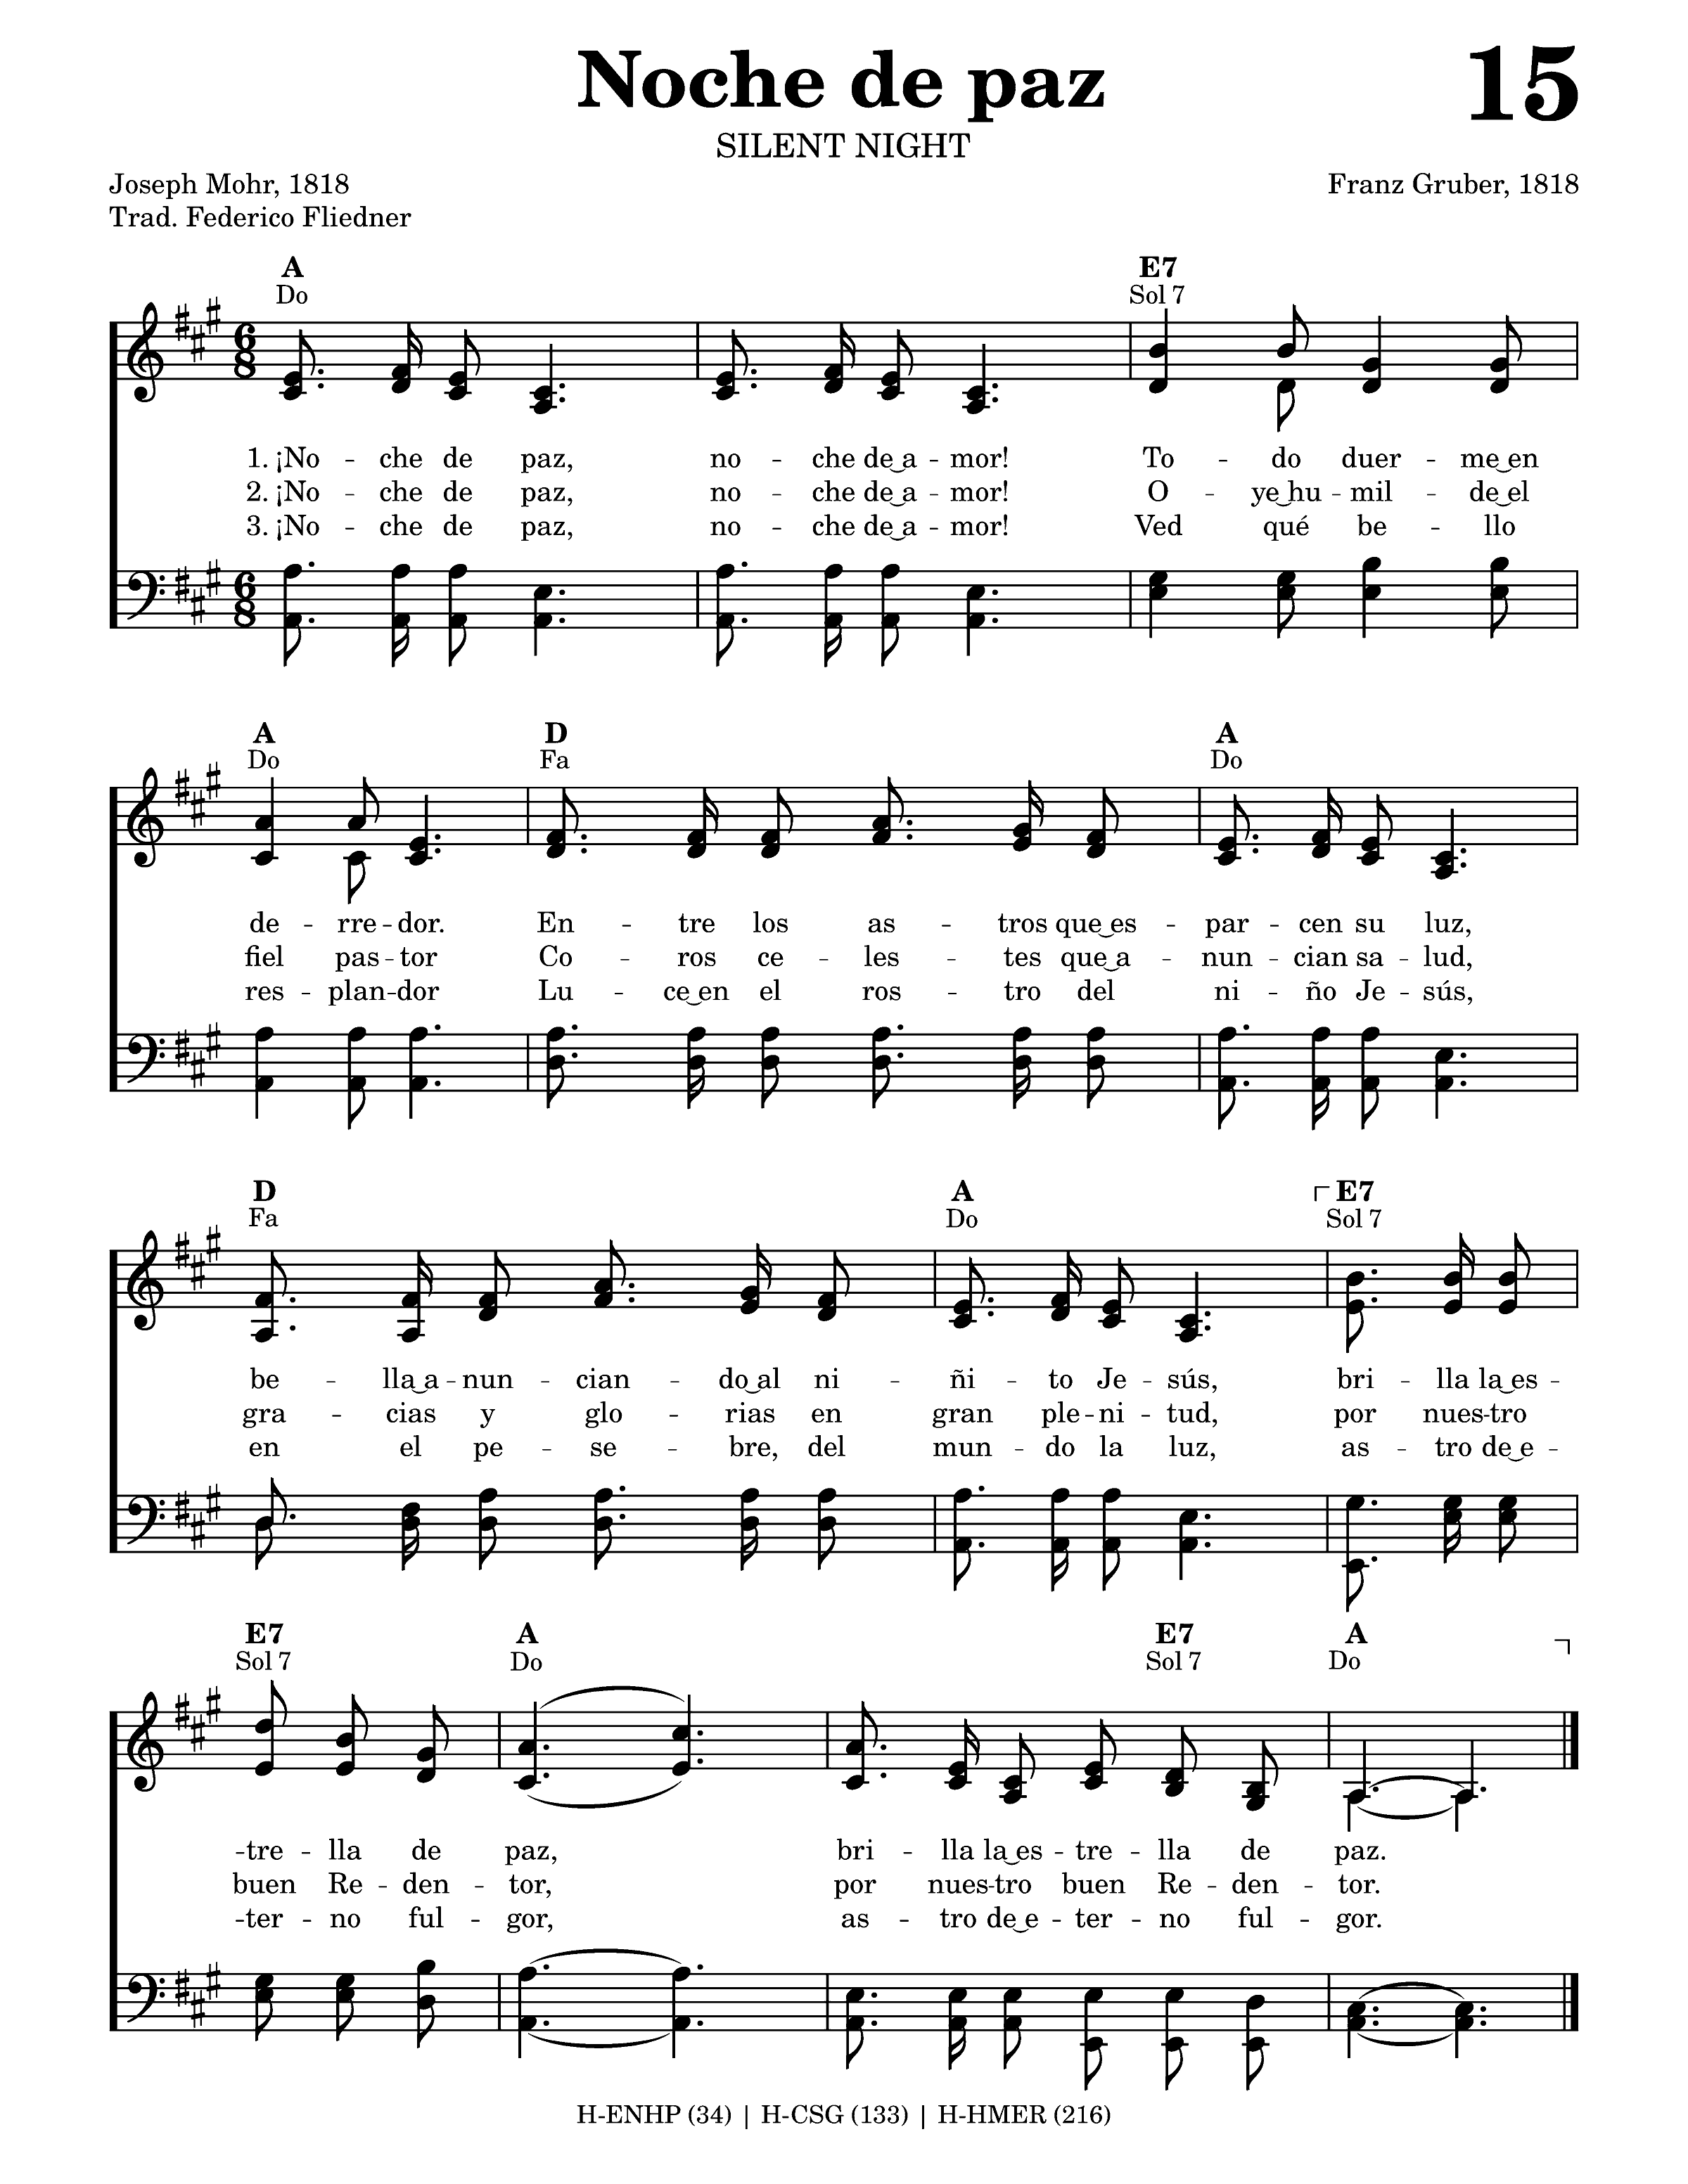 Noche de paz
15
SILENT NIGHT
Joseph Mohr, 1818
Franz Gruber, 1818
Trad. Federico Fliedner
A E7
Do Sol 7
6 8
1. ¡No -- che de paz, no -- che de‿a -- mor! To -- do duer -- me‿en
2. ¡No -- che de paz, no -- che de‿a -- mor! O -- ye‿hu -- mil -- de‿el
3. ¡No -- che de paz, no -- che de‿a -- mor! Ved qué be -- llo
6 8
A D A
Do Fa Do
de -- rre -- dor. En -- tre los as -- tros que‿es -- par -- cen su luz,
fiel pas -- tor Co -- ros ce -- les -- tes que‿a -- nun -- cian sa -- lud,
res -- plan -- dor Lu -- ce‿en el ros -- tro del ni -- ño Je -- sús,
D A E7
Fa Do Sol 7
be -- lla‿a -- nun -- cian -- do‿al ni -- ñi -- to Je -- sús, bri -- lla la‿es --
gra -- cias y glo -- rias en gran ple -- ni -- tud, por nues -- tro
en el pe -- se -- bre, del mun -- do la luz, as -- tro de‿e --
E7 A E7 A
Sol 7 Do Sol 7 Do
--tre -- lla de paz, bri -- lla la‿es -- tre -- lla de paz.
buen Re -- den -- tor, por nues -- tro buen Re -- den -- tor.
--ter -- no ful -- gor, as -- tro de‿e -- ter -- no ful -- gor.
H-ENHP (34) | H-CSG (133) | H-HMER (216)